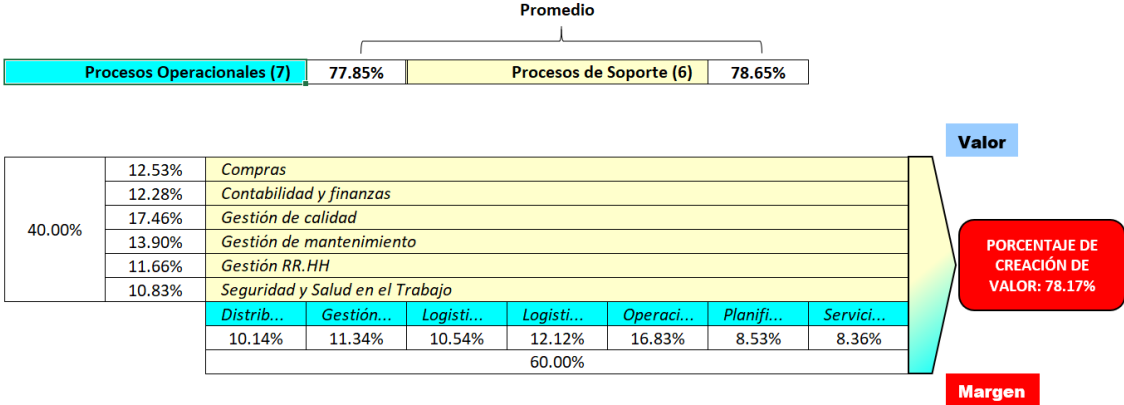 Promedio
Procesos Operacionales (7) 77.85% Procesos de Soporte (6) 78.65%
Valor
40.00%
12.53% Compras
12.28% Contabilidad y finanzas
17.46% Gestión de calidad
13.90% Gestión de mantenimiento
11.66% Gestión RR.HH
10.83% Seguridad y Salud en el Trabajo
Distrib... Gestión... Logisti... Logisti... Operaci... Planifi... Servici...
10.14% 11.34% 10.54% 12.12% 16.83% 8.53% 8.36%
60.00%
PORCENTAJE DE
CREACIÓN DE
VALOR: 78.17%
Margen